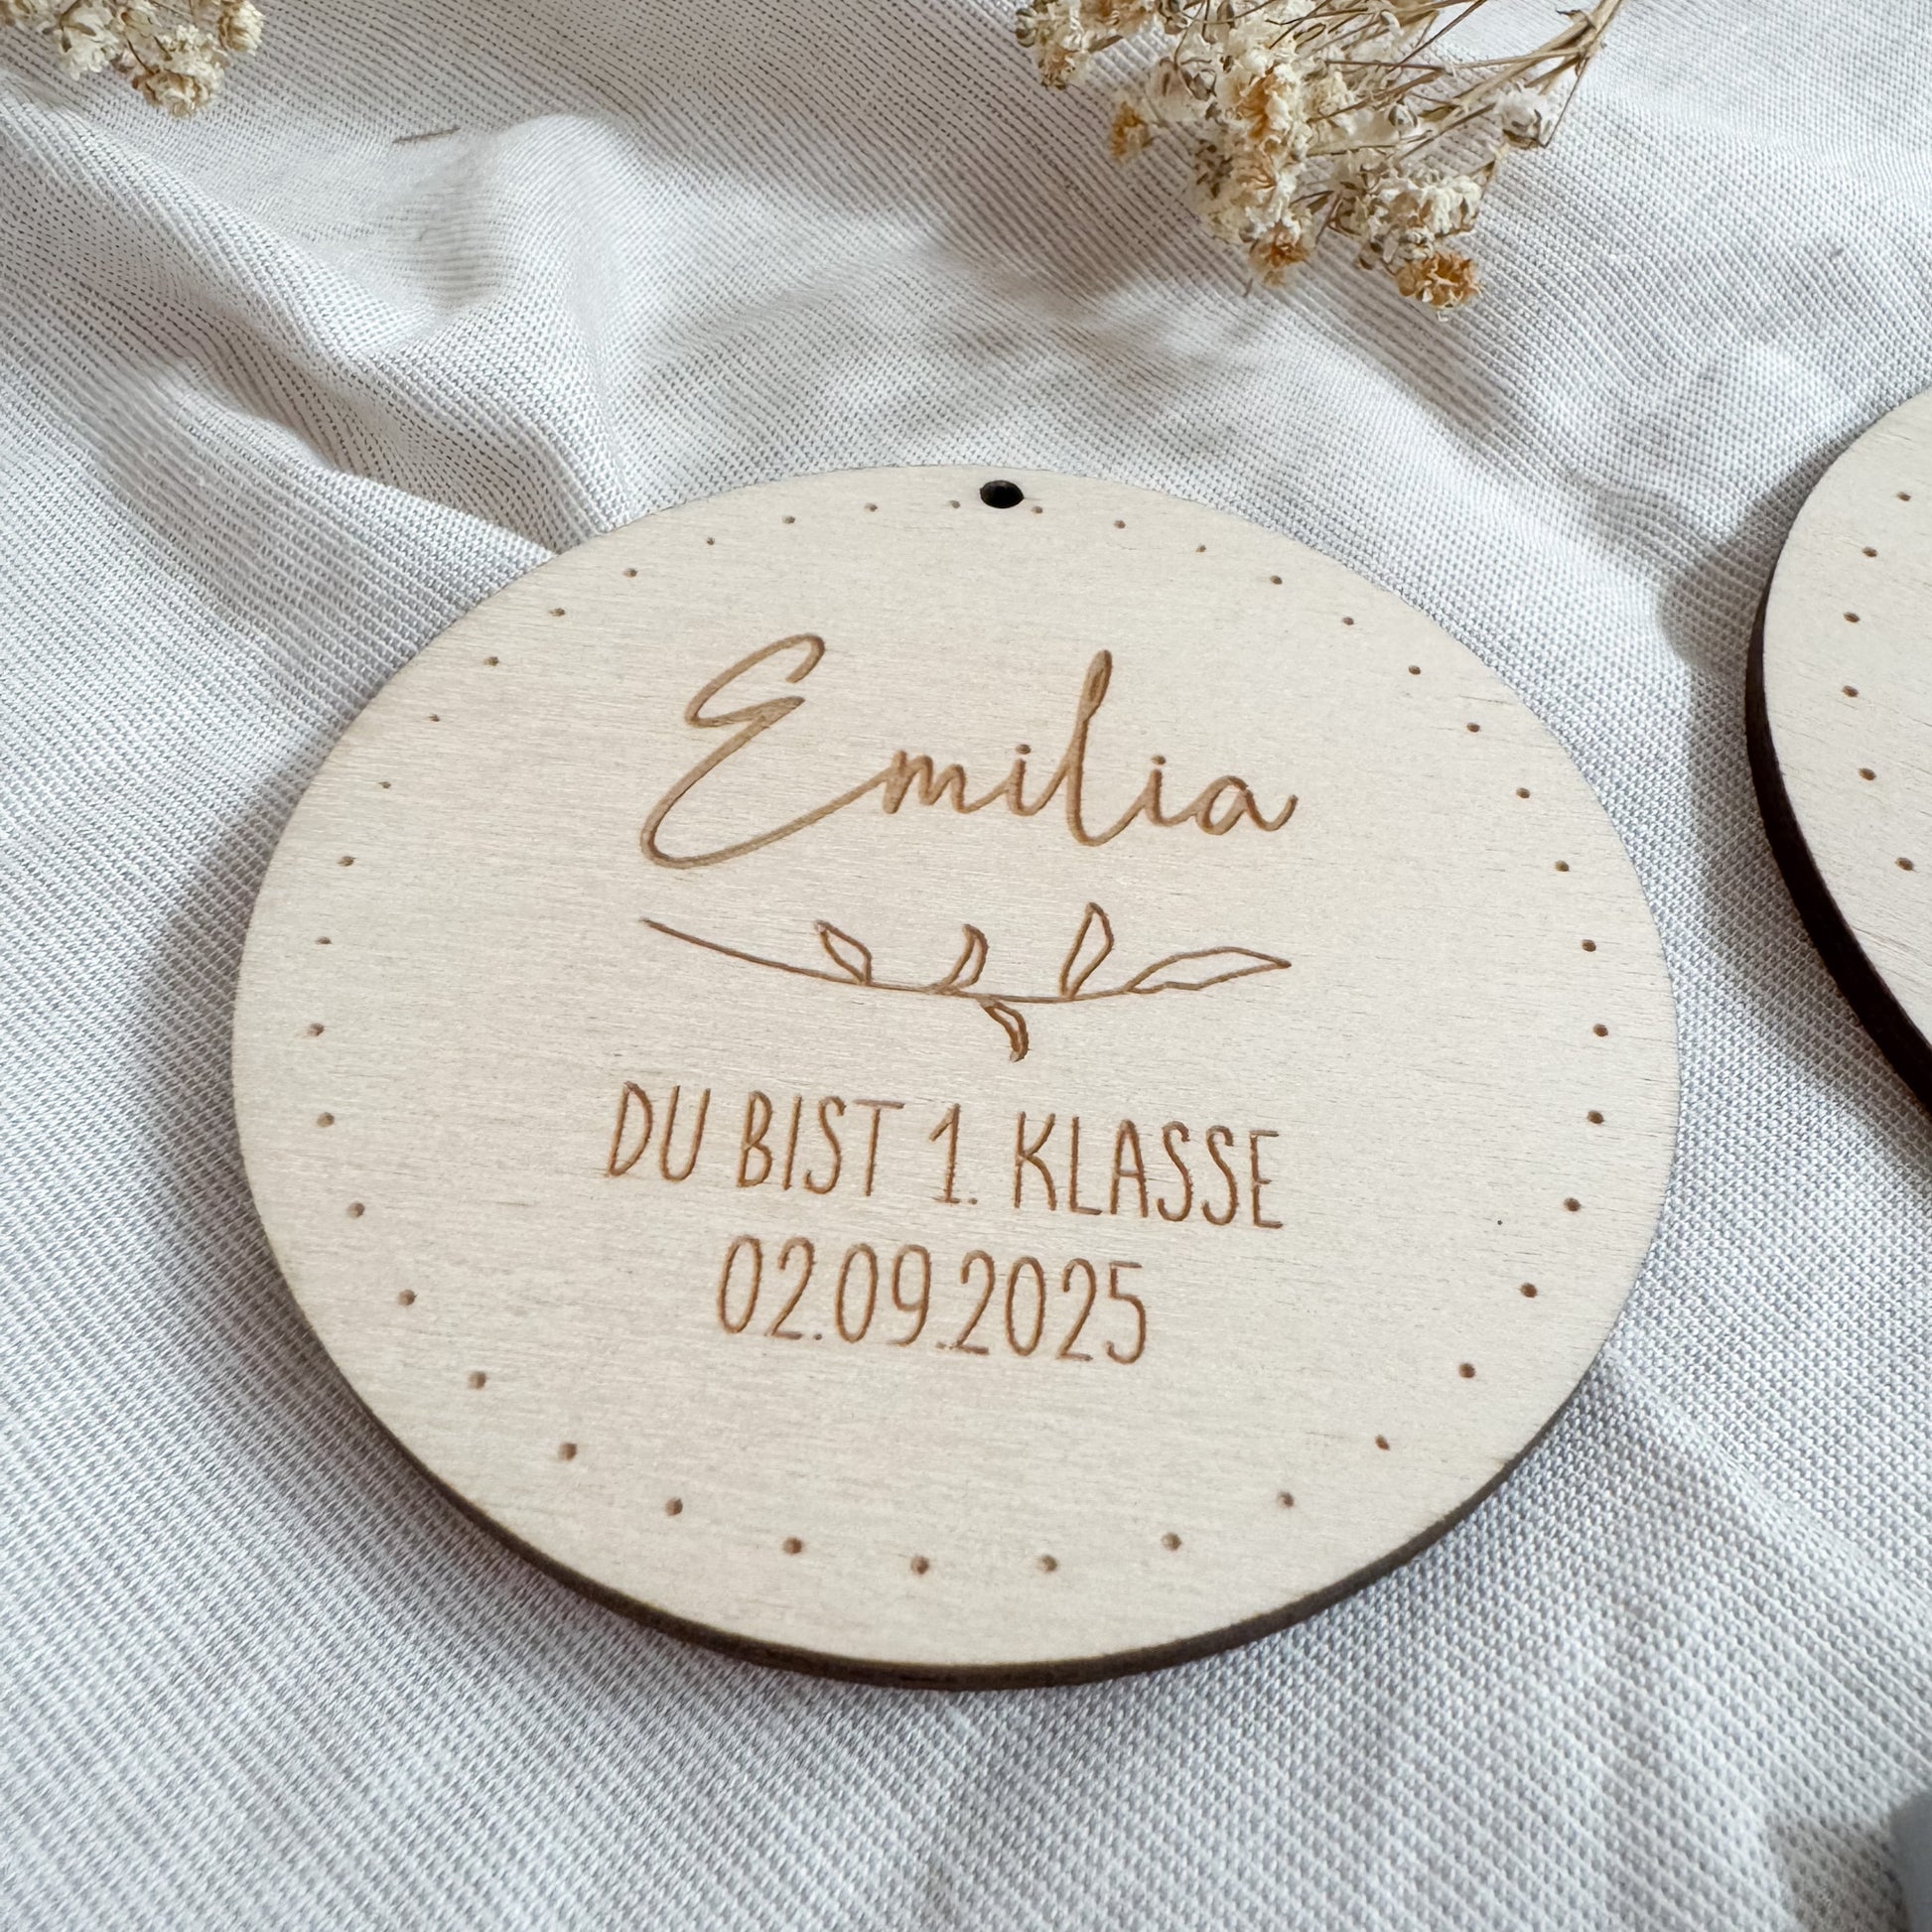 Emilia
DU BIST 1. KLASSE
02.09.2025